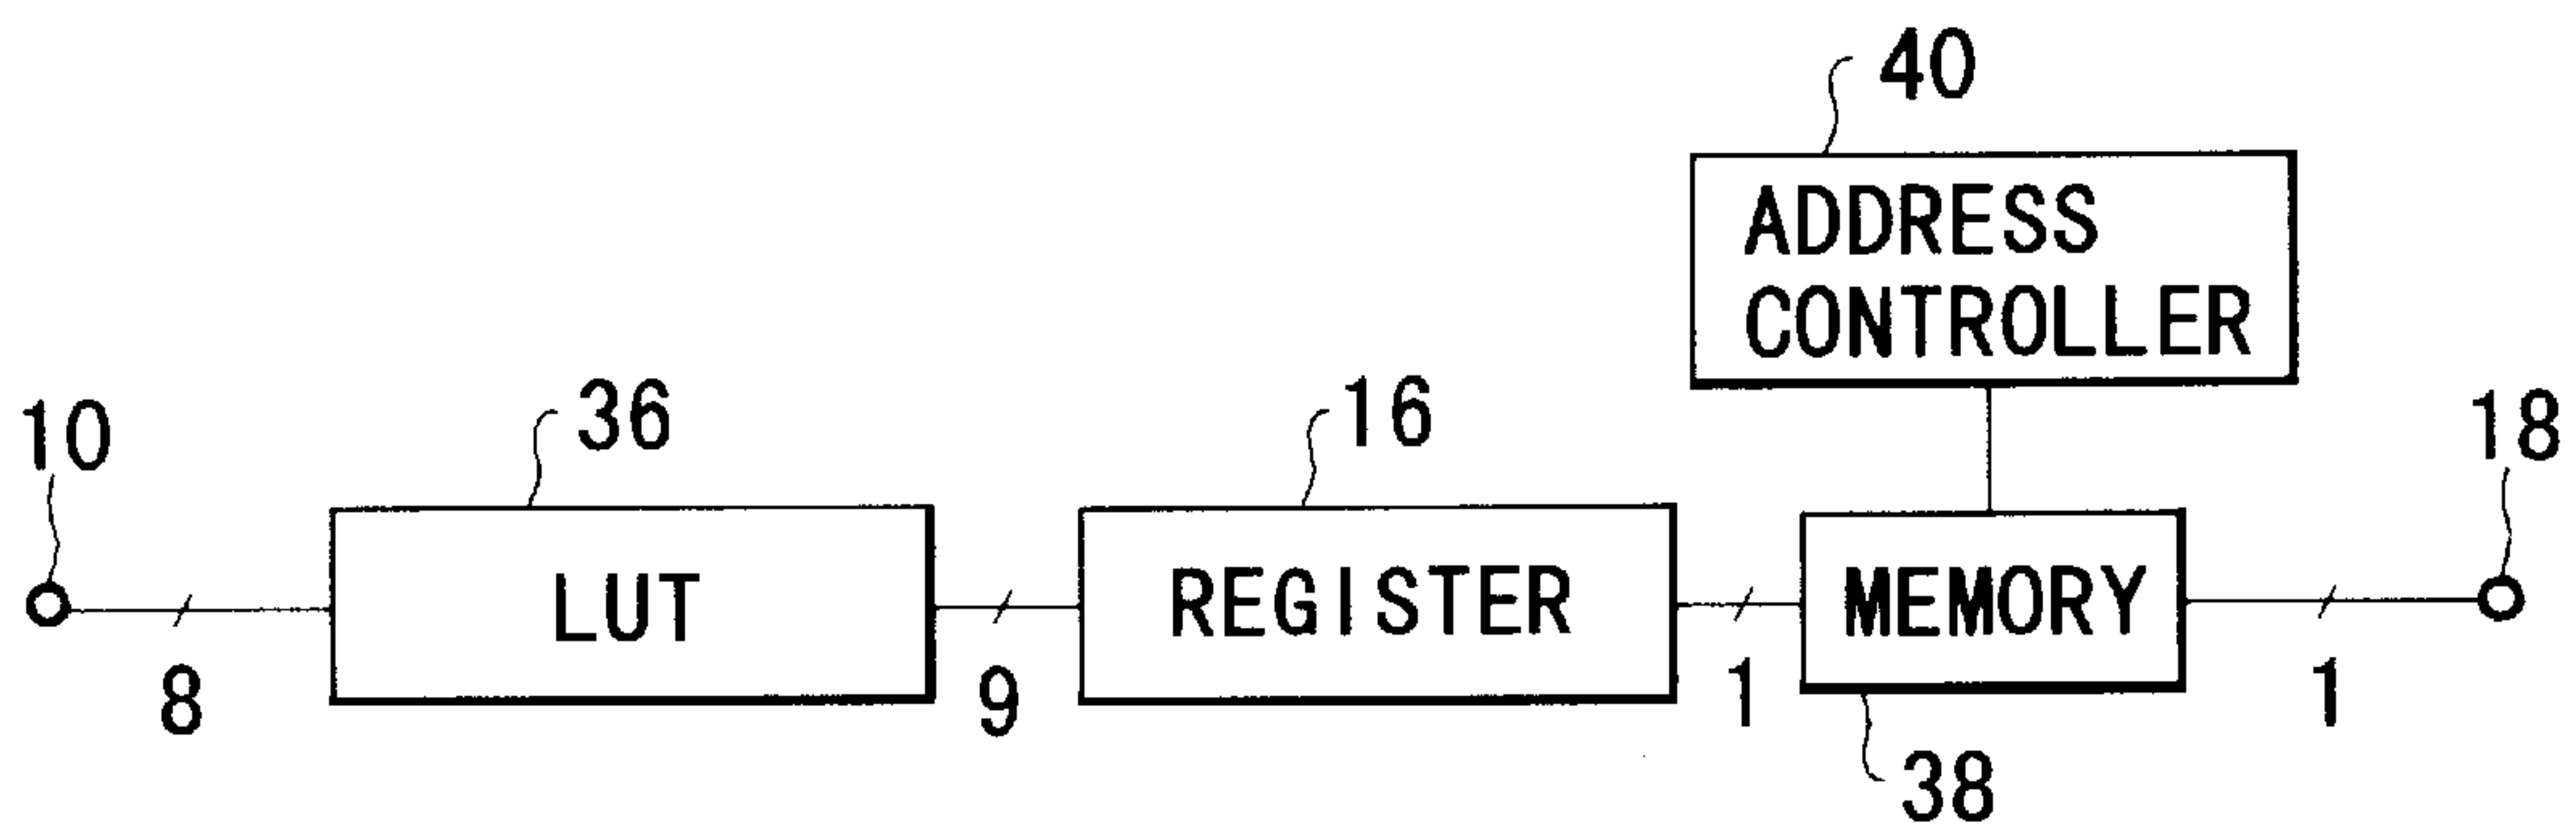 40
ADDRESS
CONTROLLER
10
36
16
18
LUT
REGISTER
MEMORY
8
9
1
1
38